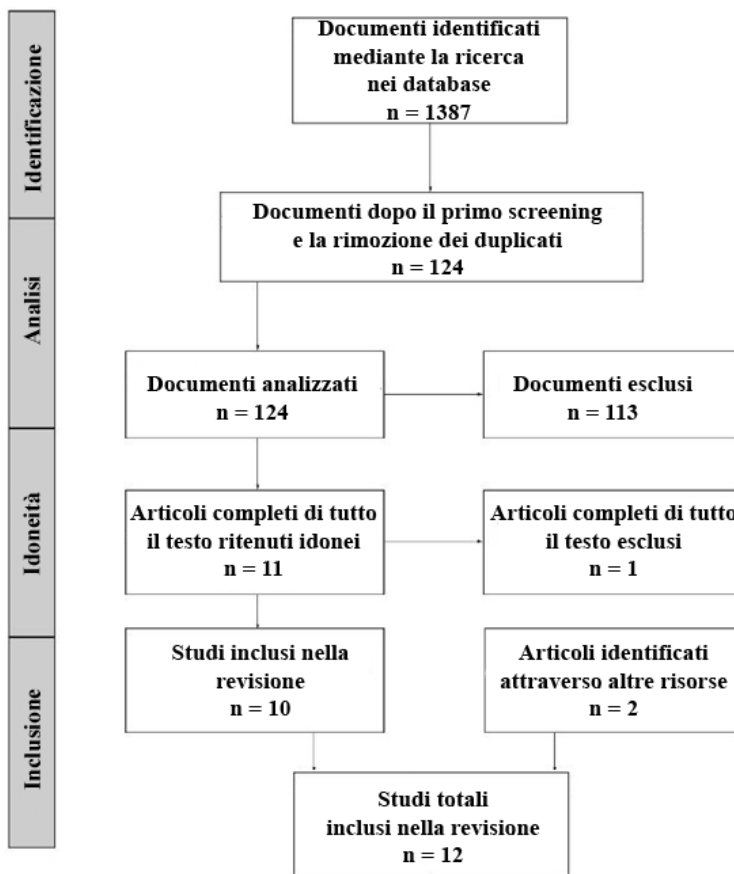 Identificazione
Documenti identificati
mediante la ricerca
nei database
n = 1387
Documenti dopo il primo screening
e la rimozione dei duplicati
n = 124
Analisi
Documenti analizzati
n = 124
Documenti esclusi
n = 113
Idoneità
Articoli completi di tutto
il testo ritenuti idonei
n = 11
Articoli completi di tutto
il testo esclusi
n = 1
Inclusione
Studi inclusi nella
revisione
n = 10
Articoli identificati
attraverso altre risorse
n = 2
Studi totali
inclusi nella revisione
n = 12